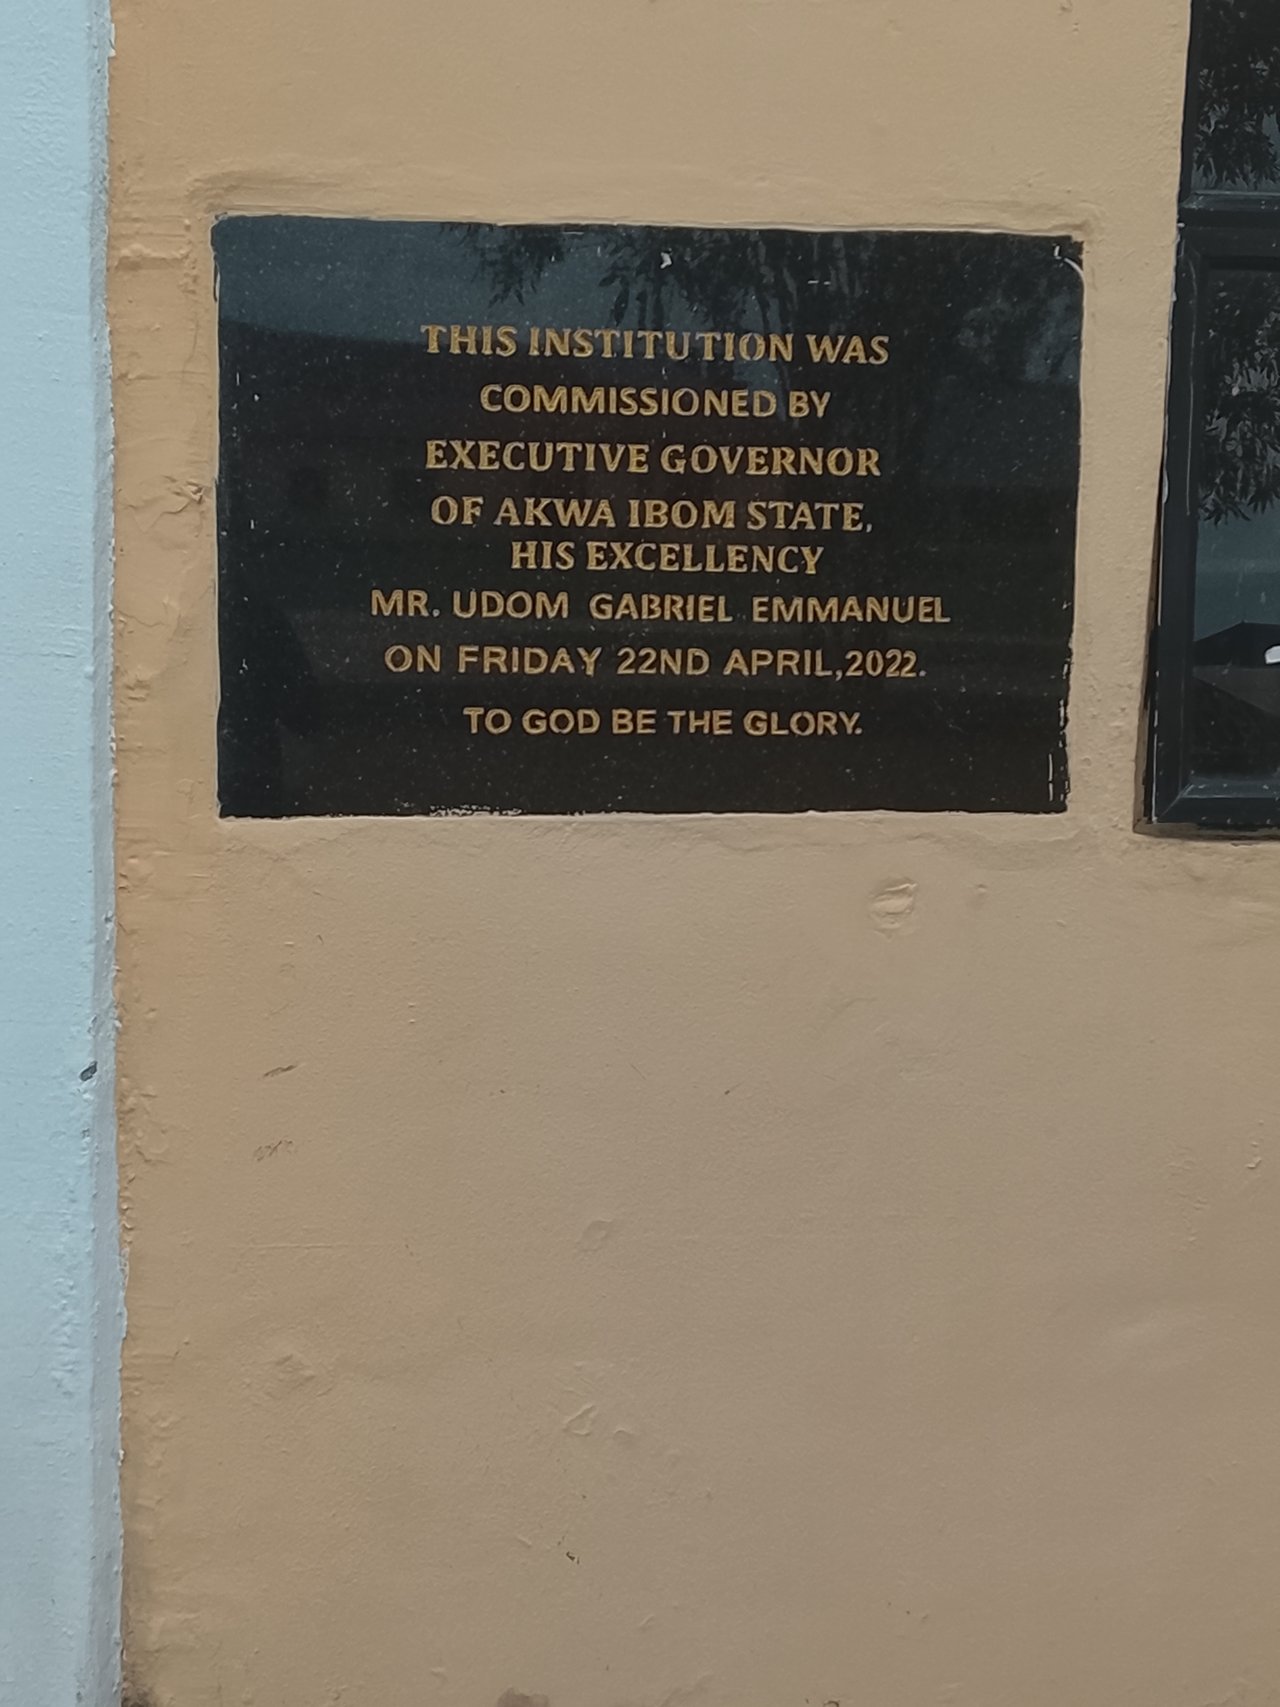 THIS INSTITUTION WAS
COMMISSIONED BY
EXECUTIVE GOVERNOR
OF AKWA IBOM STATE,
HIS EXCELLENCY
MR. UDOM GABRIEL EMMANUEL
ON FRIDAY 22ND APRIL,2022.
TO GOD BE THE GLORY.